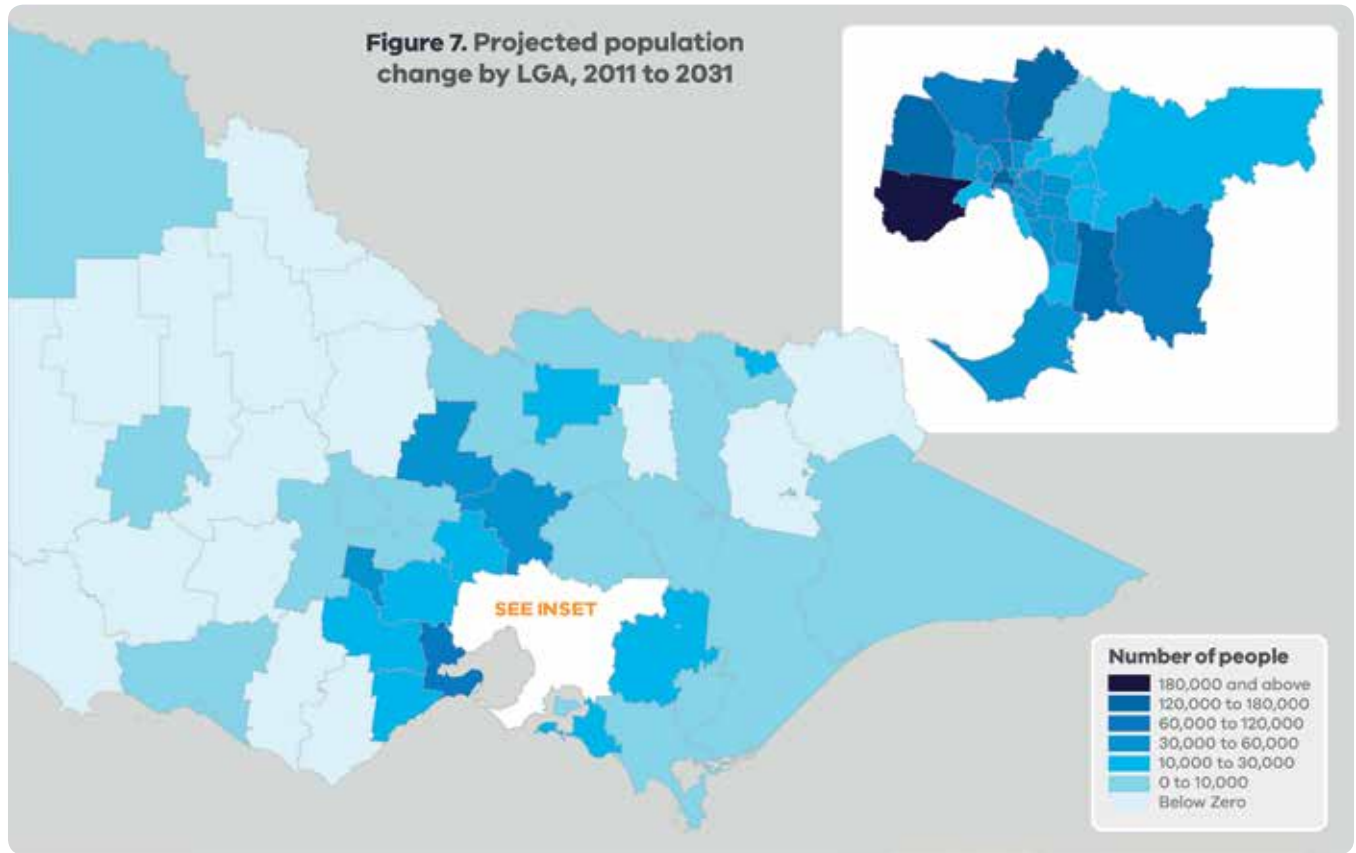 Figure 7. Projected population
change by LGA, 2011 to 2031
SEE INSET
Number of people
180,000 and above
120,000 to 180,000
60,000 to 120,000
30,000 to 60,000
10,000 to 30,000
0 to 10,000
Below Zero